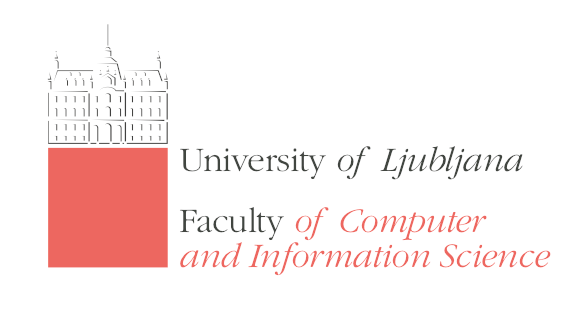 University of Ljubljana
Faculty of Computer
and Information Science